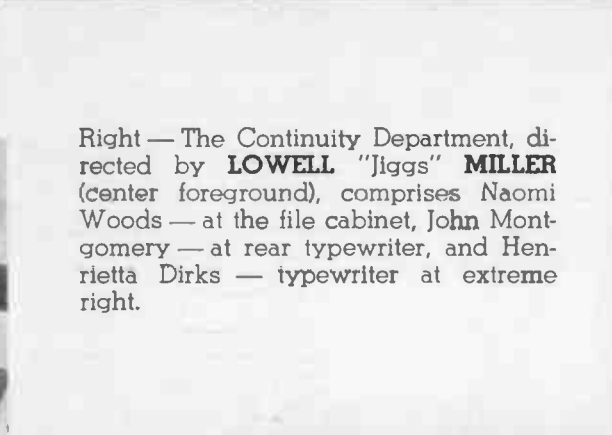 Right — The Continuity Department, di-
rected by LOWELL "Jiggs" MILLER
(center foreground), comprises Naomi
Woods — at the file cabinet, John Mont-
gomery — at rear typewriter, and Hen-
rietta Dirks — typewriter at extreme
right.